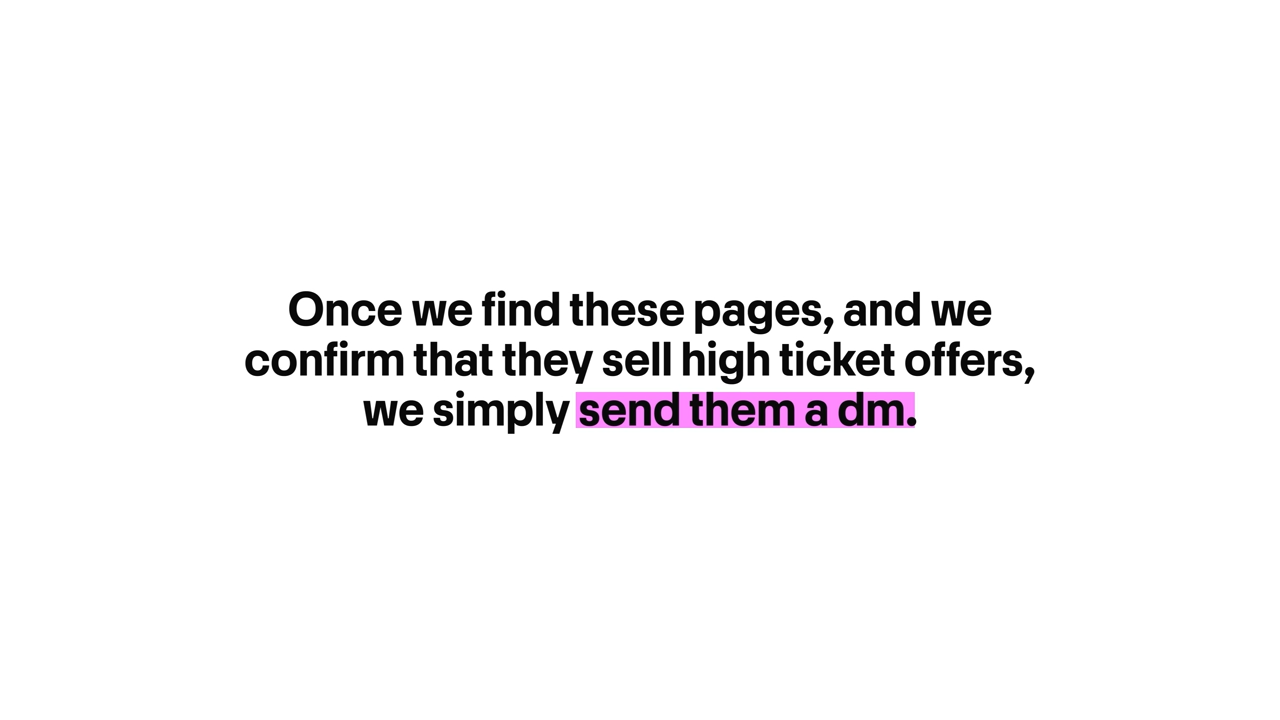 Once we find these pages, and we
confirm that they sell high ticket offers,
we simply send them a dm.